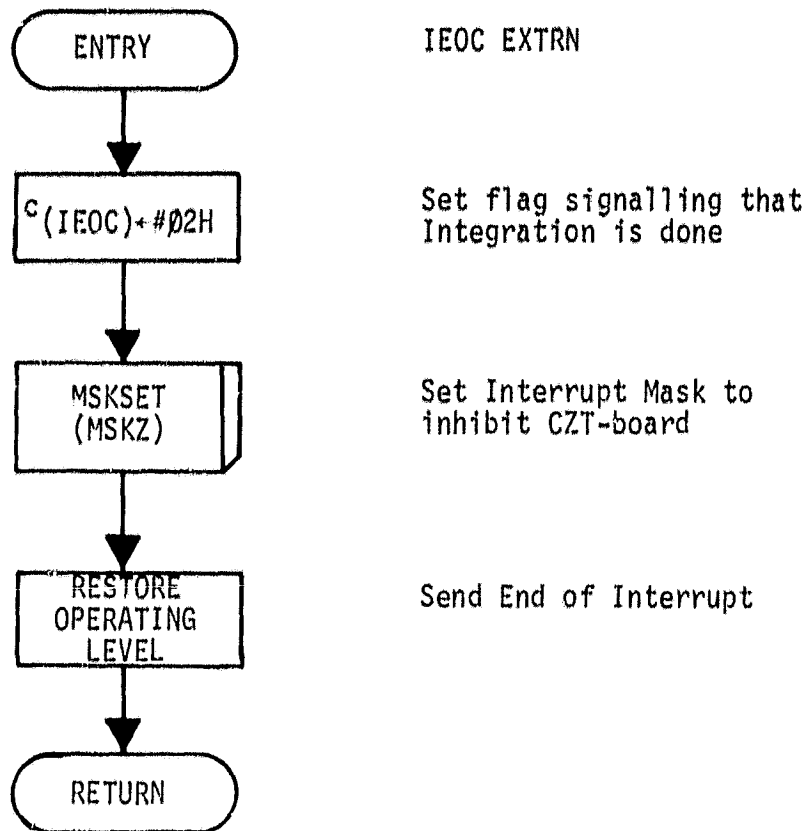 ENTRY
IEOC EXTRN
c(IEOC)←#Ø2H
Set flag signalling that
Integration is done
MSKSET
(MSKZ)
Set Interrupt Mask to
inhibit CZT-board
RESTORE
OPERATING
LEVEL
Send End of Interrupt
RETURN